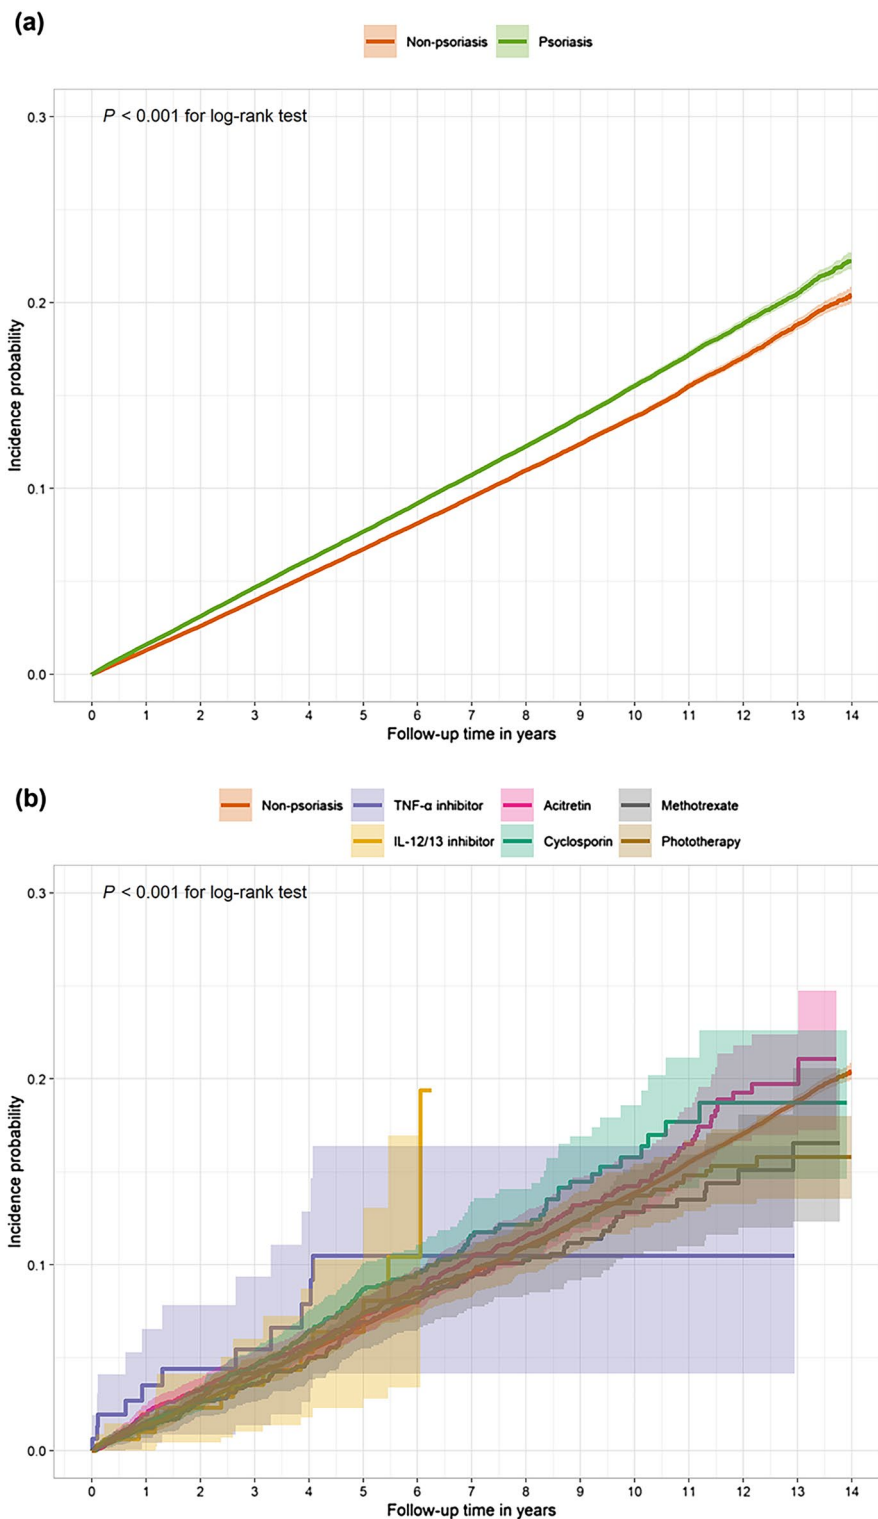 (a)
Non-psoriasis Psoriasis
P < 0.001 for log-rank test
0.3
0.2
0.1
0.0
Incidence probability
0 1 2 3 4 5 6 7 8 9 10 11 12 13 14
Follow-up time in years
(b)
Non-psoriasis TNF-α inhibitor Acitretin Methotrexate
IL-12/13 inhibitor Cyclosporin Phototherapy
P < 0.001 for log-rank test
0.3
0.2
0.1
0.0
Incidence probability
0 1 2 3 4 5 6 7 8 9 10 11 12 13 14
Follow-up time in years